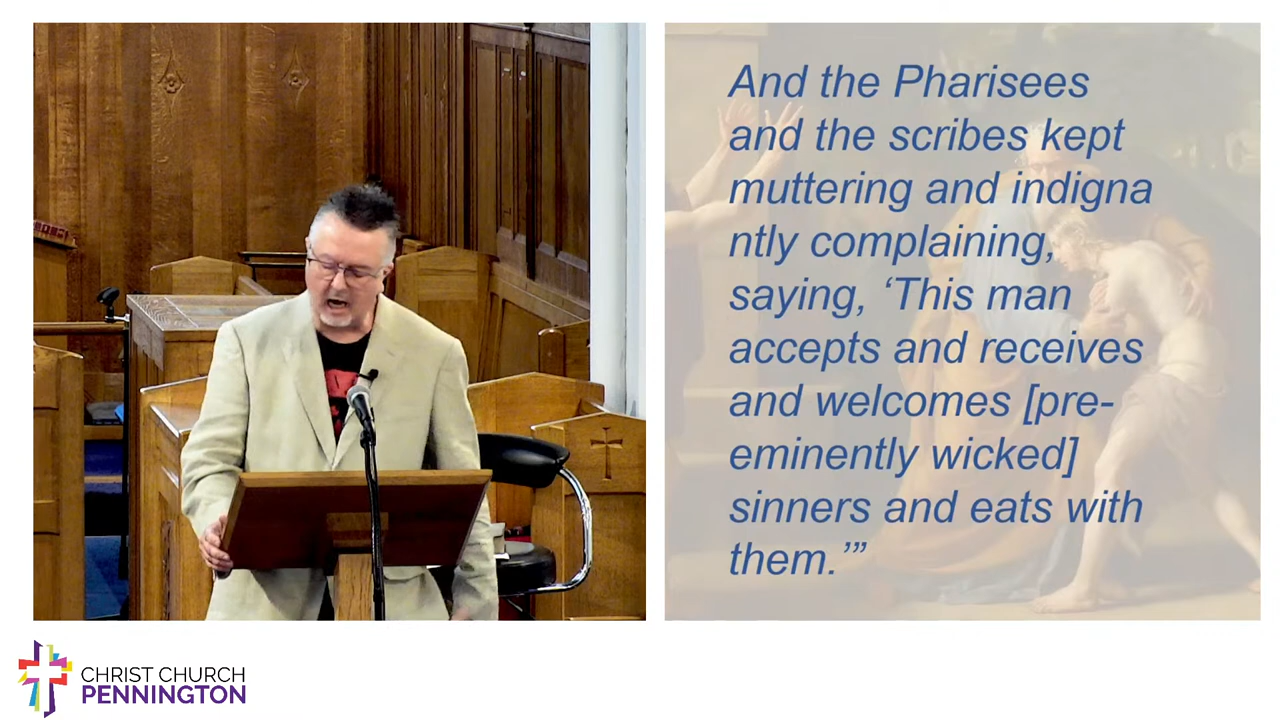 And the Pharisees
and the scribes kept
muttering and indigna
ntly complaining,
saying, ‘This man
accepts and receives
and welcomes [pre-
eminently wicked]
sinners and eats with
them.’”
CHRIST CHURCH
PENNINGTON